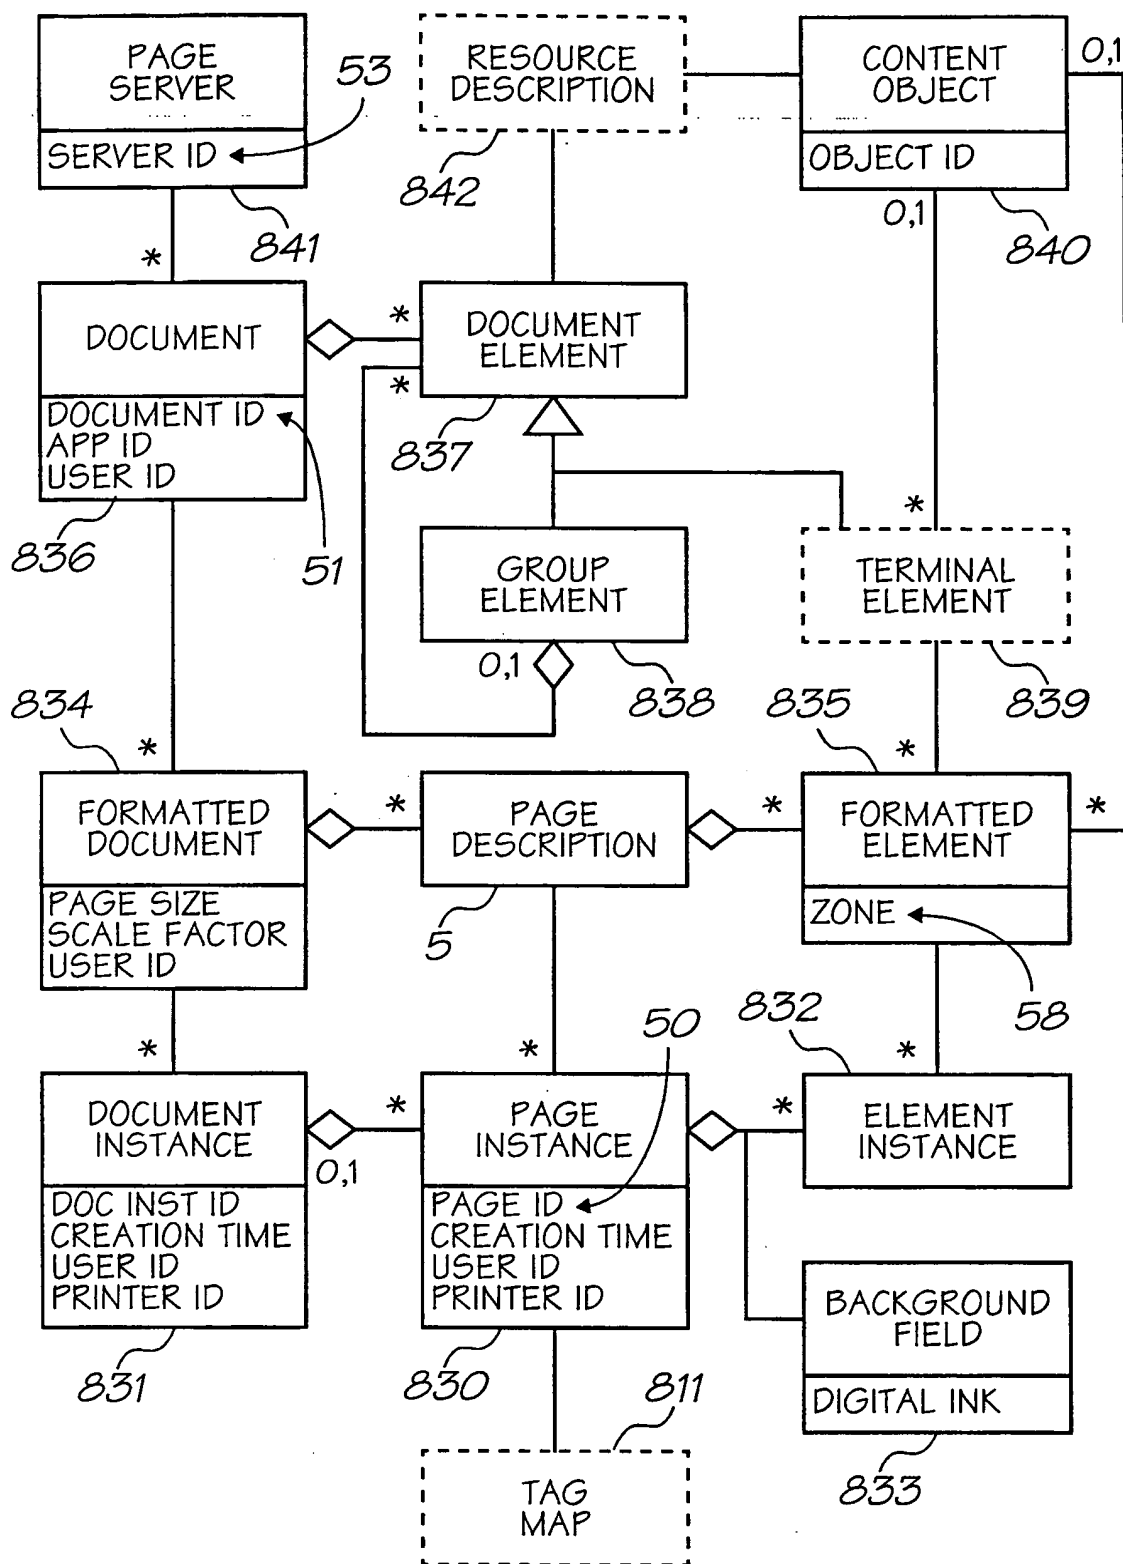 PAGE
SERVER
SERVER ID
53
841
RESOURCE
DESCRIPTION
842
CONTENT
OBJECT
OBJECT ID
840
0,1
0,1
*
DOCUMENT
DOCUMENT ID
APP ID
USER ID
836
51
*
*
DOCUMENT
ELEMENT
837
GROUP
ELEMENT
0,1
838
*
TERMINAL
ELEMENT
839
834
*
FORMATTED
DOCUMENT
PAGE SIZE
SCALE FACTOR
USER ID
*
PAGE
DESCRIPTION
5
835
*
*
*
FORMATTED
ELEMENT
ZONE
58
*
DOCUMENT
INSTANCE
0,1
DOC INST ID
CREATION TIME
USER ID
PRINTER ID
831
*
*
50
PAGE
INSTANCE
PAGE ID
CREATION TIME
USER ID
PRINTER ID
830
832
*
*
ELEMENT
INSTANCE
BACKGROUND
FIELD
DIGITAL INK
833
811
TAG
MAP